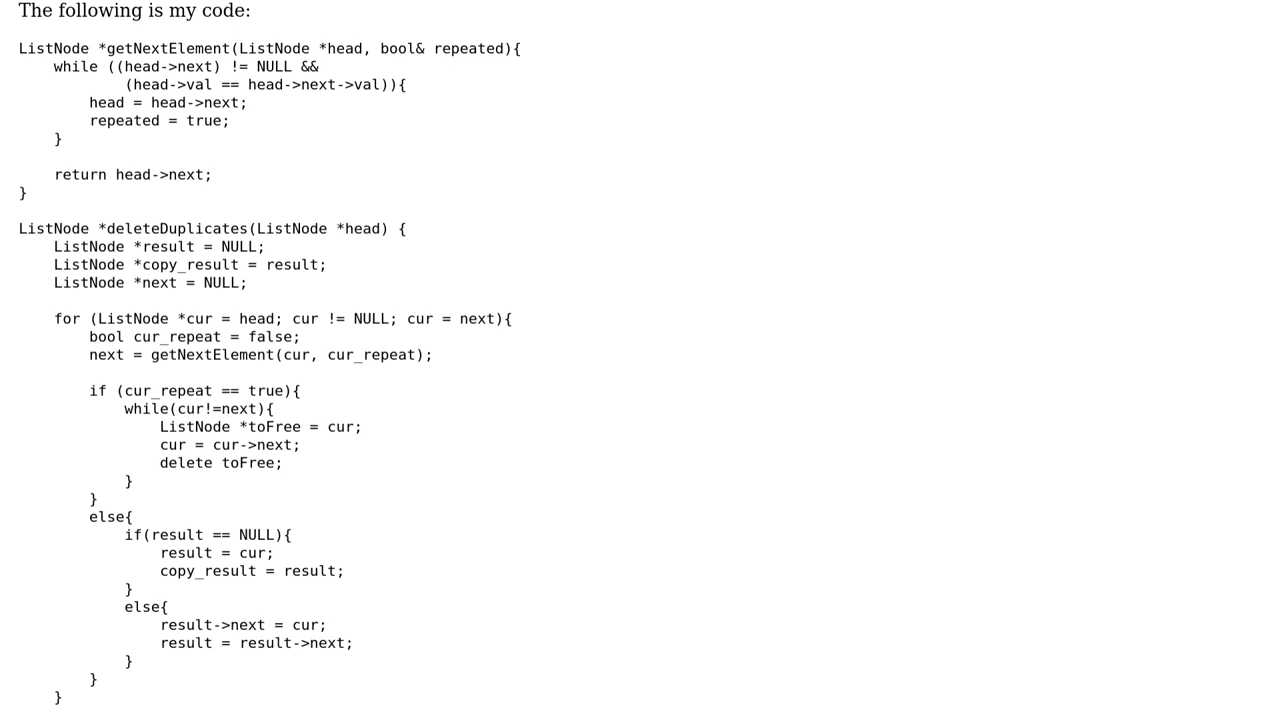 The following is my code:
ListNode *getNextElement(ListNode *head, bool& repeated){
    while ((head->next) != NULL &&
            (head->val == head->next->val)){
        head = head->next;
        repeated = true;
    }

    return head->next;
}

ListNode *deleteDuplicates(ListNode *head) {
    ListNode *result = NULL;
    ListNode *copy_result = result;
    ListNode *next = NULL;

    for (ListNode *cur = head; cur != NULL; cur = next){
        bool cur_repeat = false;
        next = getNextElement(cur, cur_repeat);

        if (cur_repeat == true){
            while(cur!=next){
                ListNode *toFree = cur;
                cur = cur->next;
                delete toFree;
            }
        }
        else{
            if(result == NULL){
                result = cur;
                copy_result = result;
            }
            else{
                result->next = cur;
                result = result->next;
            }
        }
    }